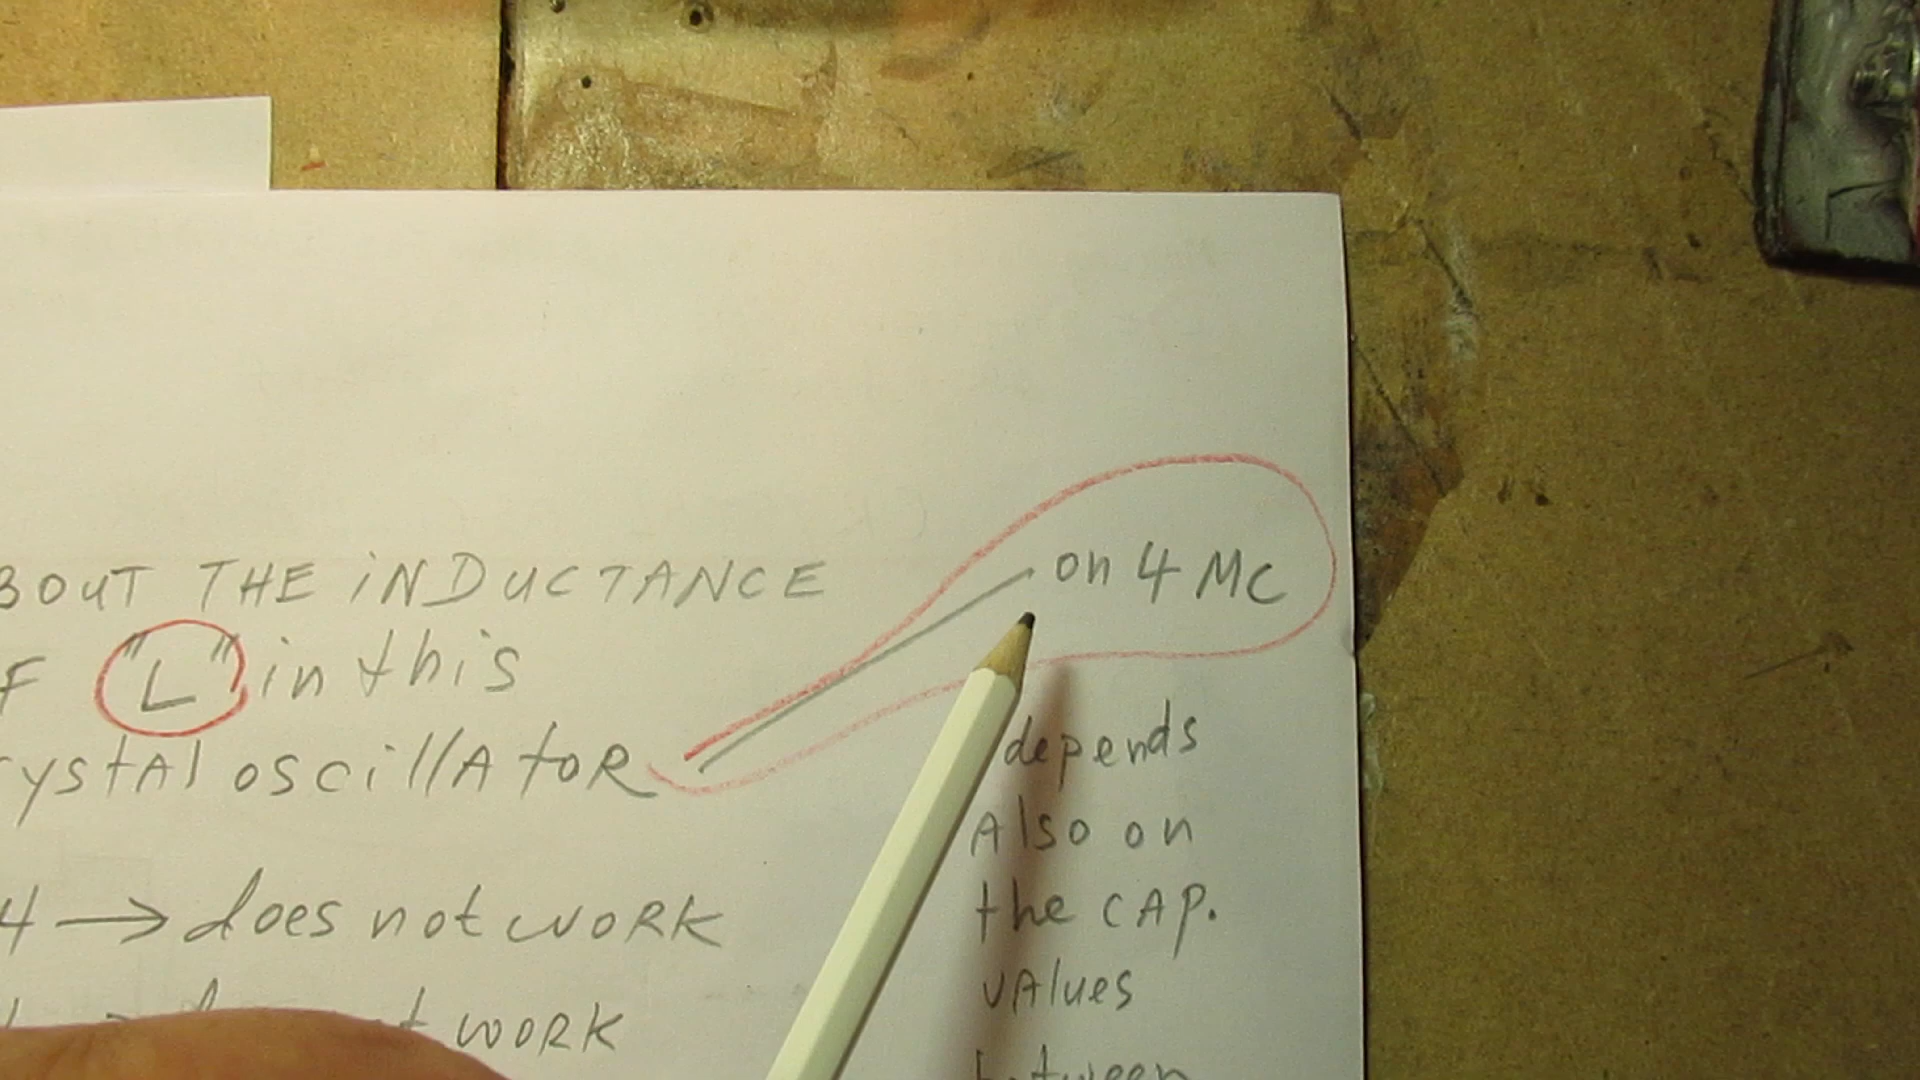 BOUT THE iNDUCTANCE
on 4 MC
F "L" in this
rystAl oscillAtoR
depends
Also on
the CAP.
4 → does not woRK
vAlues
woRK
between